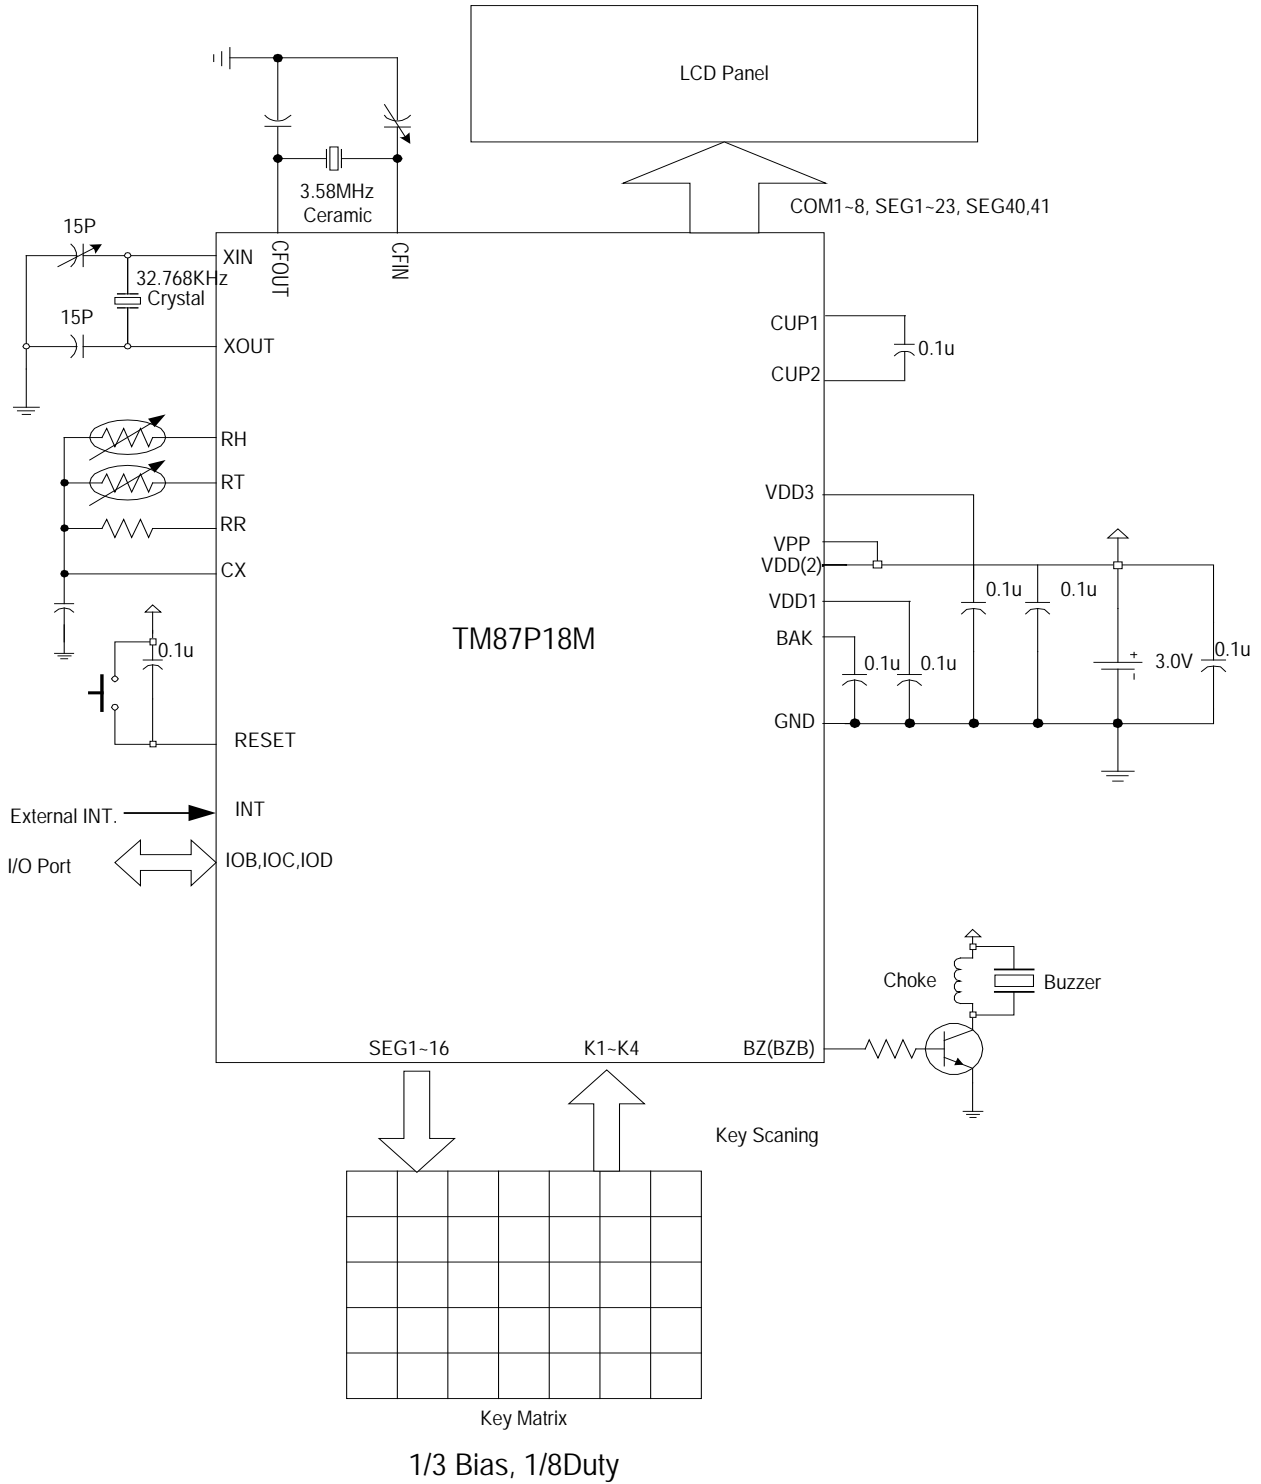 LCD Panel
3.58MHz
Ceramic
COM1~8, SEG1~23, SEG40,41
15P
XIN
CFOUT
CFIN
32.768KHz
Crystal
15P
XOUT
CUP1
0.1u
CUP2
RH
RT
RR
CX
VDD3
VPP
VDD(2)
VDD1
BAK
GND
0.1u
0.1u
0.1u
0.1u
+
3.0V
-
0.1u
TM87P18M
0.1u
RESET
External INT.
INT
I/O Port
IOB,IOC,IOD
Choke
Buzzer
SEG1~16
K1~K4
BZ(BZB)
Key Scaning
Key Matrix
1/3 Bias, 1/8Duty